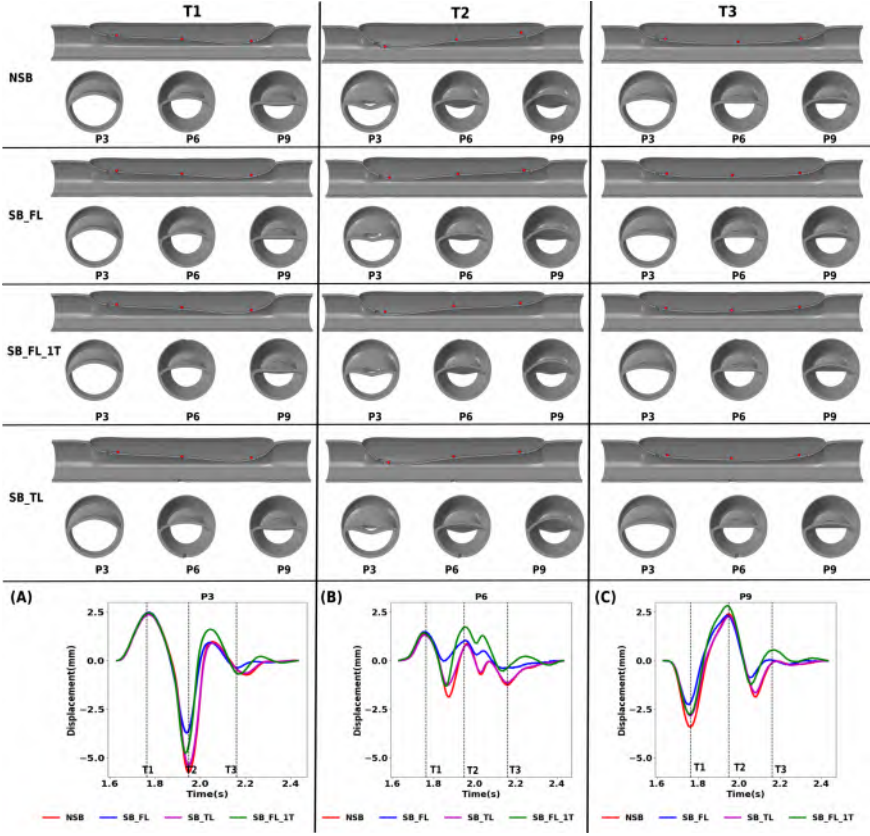 T1 T2 T3
NSB
P3 P6 P9 P3 P6 P9 P3 P6 P9
SB_FL
P3 P6 P9 P3 P6 P9 P3 P6 P9
SB_FL_1T
P3 P6 P9 P3 P6 P9 P3 P6 P9
SB_TL
P3 P6 P9 P3 P6 P9 P3 P6 P9
(A) P3
Displacement(mm)
2.5
0.0
−2.5
−5.0
T1 T2 T3
1.6 1.8 2.0 2.2 2.4
Time(s)
NSB SB_FL SB_TL SB_FL_1T
(B) P6
Displacement(mm)
2.5
0.0
−2.5
−5.0
T1 T2 T3
1.6 1.8 2.0 2.2 2.4
Time(s)
NSB SB_FL SB_TL SB_FL_1T
(C) P9
Displacement(mm)
2.5
0.0
−2.5
−5.0
T1 T2 T3
1.6 1.8 2.0 2.2 2.4
Time(s)
NSB SB_FL SB_TL SB_FL_1T